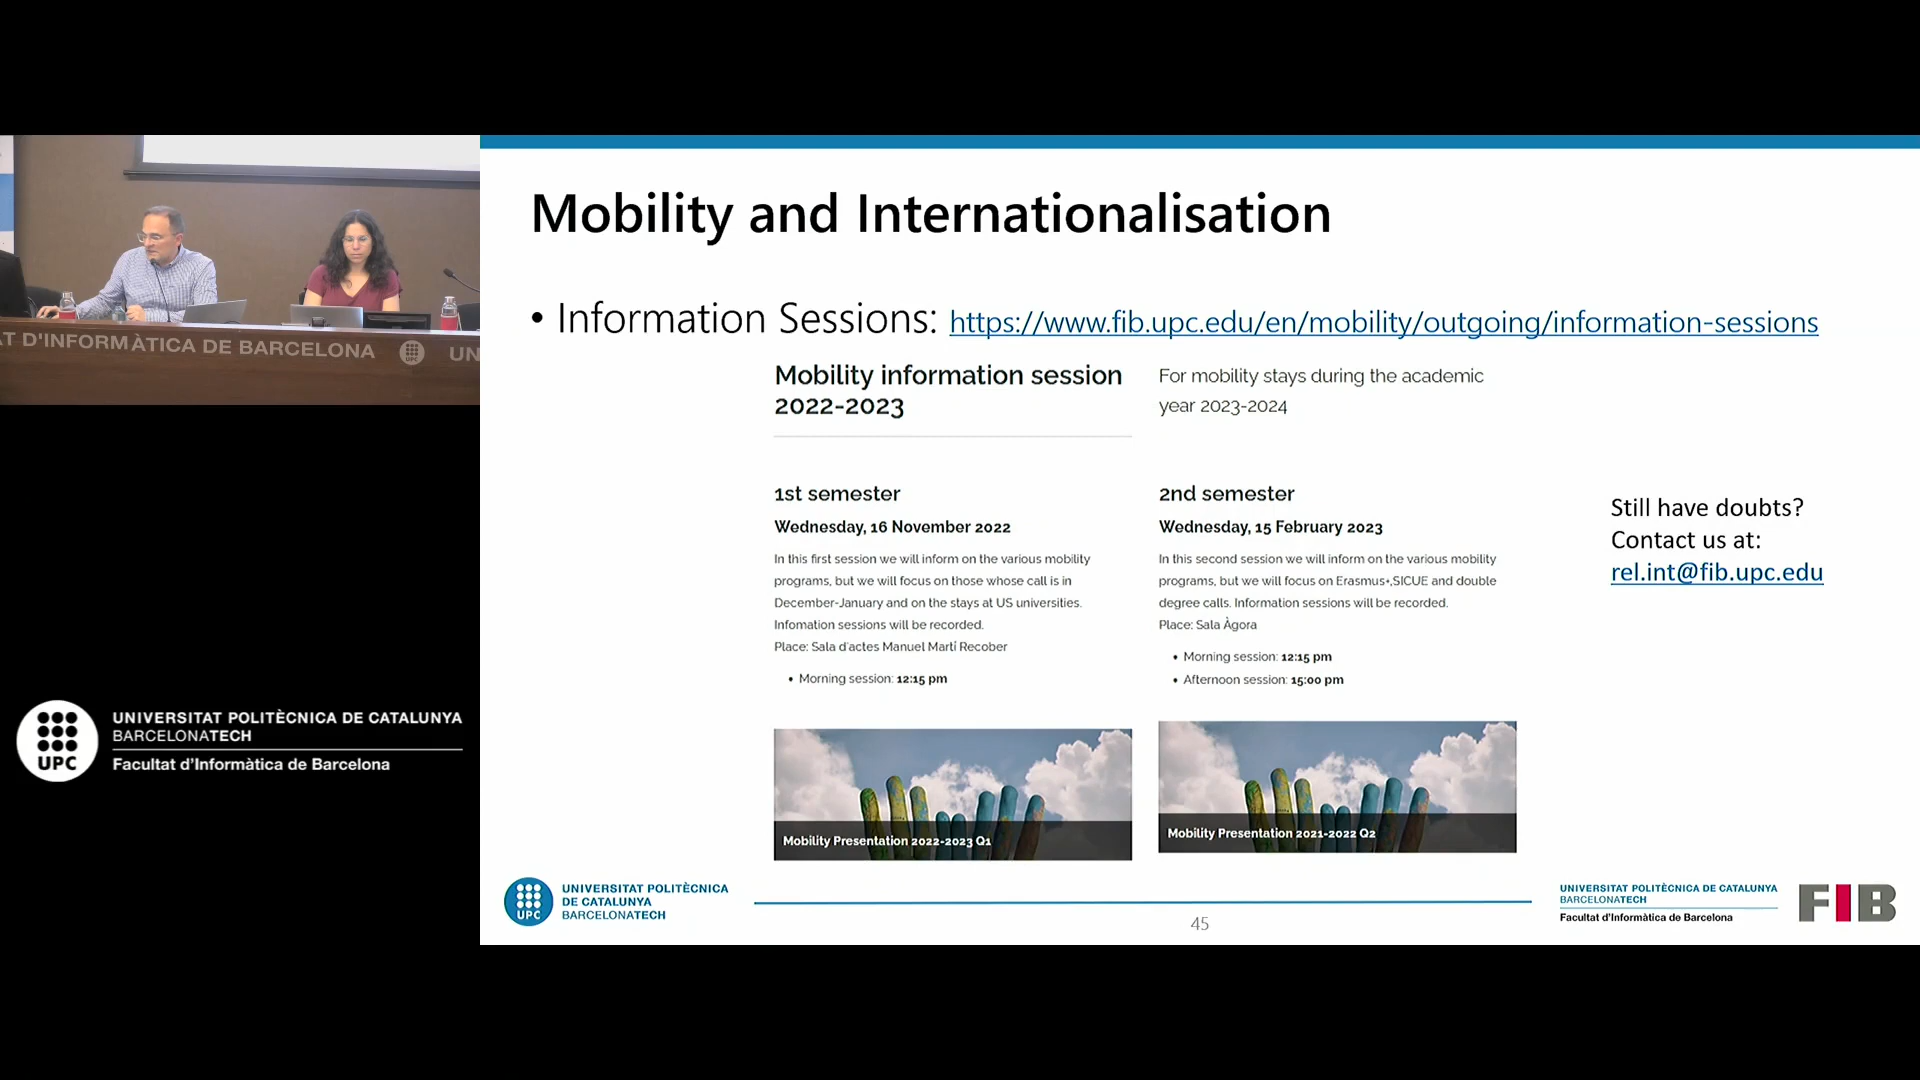 Mobility and Internationalisation
• Information Sessions: https://www.fib.upc.edu/en/mobility/outgoing/information-sessions
Mobility information session
2022-2023
For mobility stays during the academic
year 2023-2024
1st semester
Wednesday, 16 November 2022
In this first session we will inform on the various mobility
programs, but we will focus on those whose call is in
December-January and on the stays at US universities.
Infomation sessions will be recorded.
Place: Sala d'actes Manuel Martí Recober
• Morning session: 12:15 pm
Mobility Presentation 2022-2023 Q1
2nd semester
Wednesday, 15 February 2023
In this second session we will inform on the various mobility
programs, but we will focus on Erasmus+,SICUE and double
degree calls. Information sessions will be recorded.
Place: Sala Àgora
• Morning session: 12:15 pm
• Afternoon session: 15:00 pm
Mobility Presentation 2021-2022 Q2
Still have doubts?
Contact us at:
rel.int@fib.upc.edu
UPC
UNIVERSITAT POLITÈCNICA
DE CATALUNYA
BARCELONATECH
45
UNIVERSITAT POLITÈCNICA DE CATALUNYA
BARCELONATECH
Facultat d'Informàtica de Barcelona
FIB
AT D'INFORMÀTICA DE BARCELONA
UPC
UN
UPC
UNIVERSITAT POLITÈCNICA DE CATALUNYA
BARCELONATECH
Facultat d'Informàtica de Barcelona